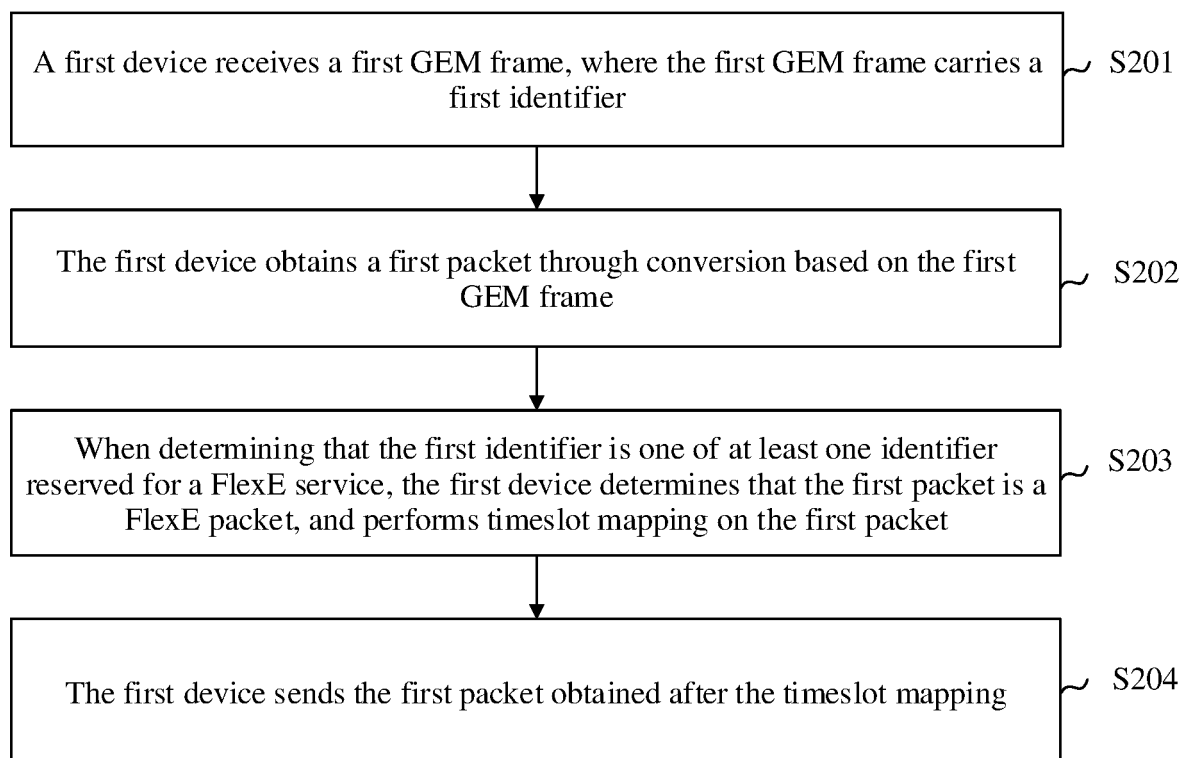 A first device receives a first GEM frame, where the first GEM frame carries a
first identifier
S201
The first device obtains a first packet through conversion based on the first
GEM frame
S202
When determining that the first identifier is one of at least one identifier
reserved for a FlexE service, the first device determines that the first packet is a
FlexE packet, and performs timeslot mapping on the first packet
S203
The first device sends the first packet obtained after the timeslot mapping
S204